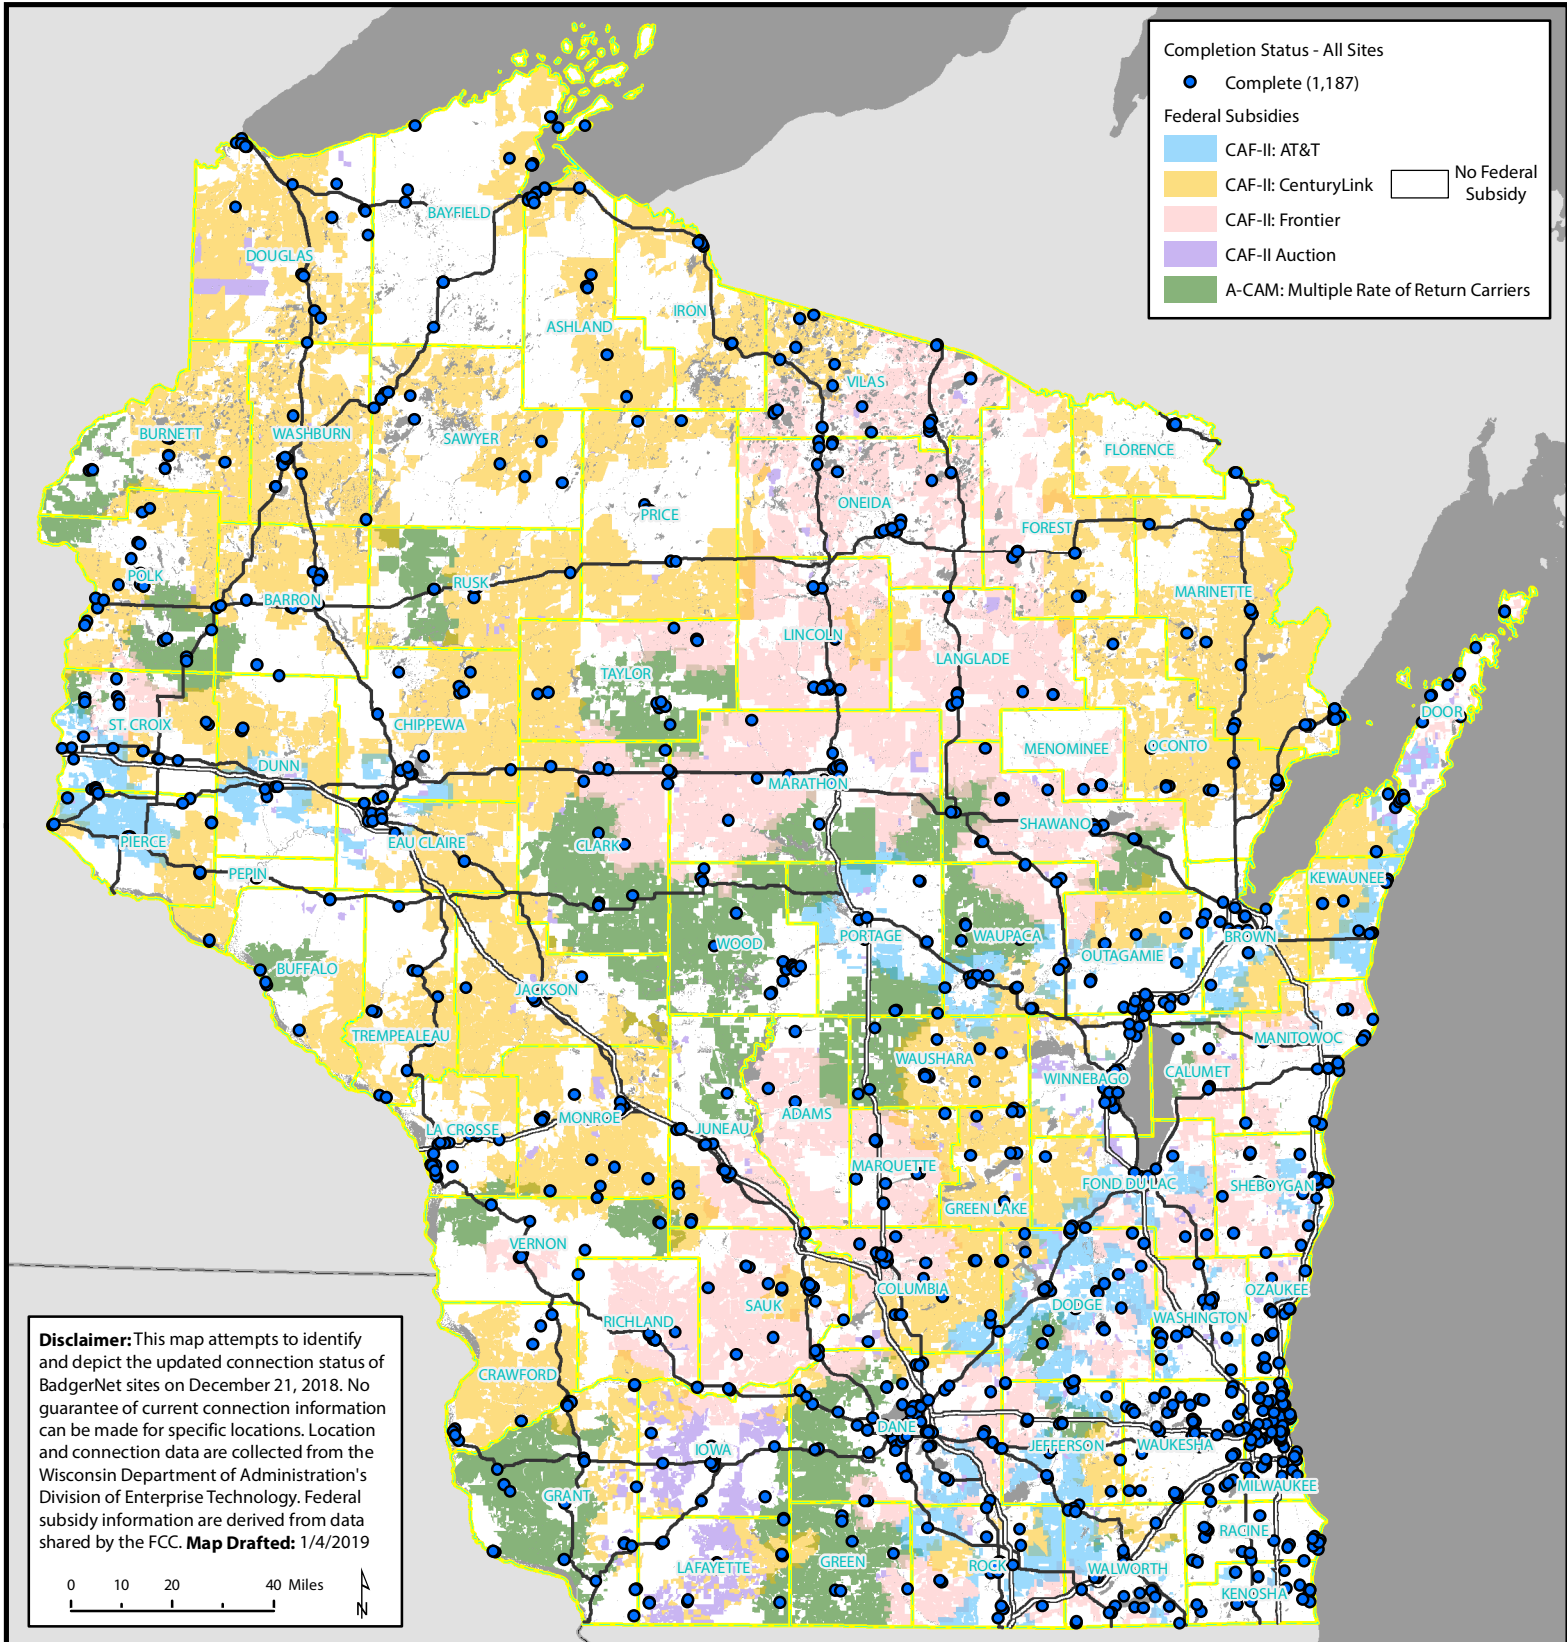 Completion Status - All Sites
Complete (1,187)
Federal Subsidies
CAF-II: AT&T
CAF-II: CenturyLink
No Federal
Subsidy
CAF-II: Frontier
CAF-II Auction
A-CAM: Multiple Rate of Return Carriers
BAYFIELD
DOUGLAS
ASHLAND
IRON
VILAS
BURNETT
WASHBURN
SAWYER
FLORENCE
PRICE
ONEIDA
FOREST
POLK
RUSK
BARRON
MARINETTE
LINCOLN
LANGLADE
TAYLOR
ST. CROIX
CHIPPEWA
DOOR
MENOMINEE
OCONTO
DUNN
MARATHON
SHAWANO
PIERCE
EAU CLAIRE
CLARK
PEPIN
KEWAUNEE
WOOD
PORTAGE
WAUPACA
BROWN
OUTAGAMIE
BUFFALO
JACKSON
TREMPEALEAU
MANITOWOC
WAUSHARA
WINNEBAGO
CALUMET
ADAMS
MONROE
LA CROSSE
JUNEAU
MARQUETTE
FOND DU LAC
SHEBOYGAN
GREEN LAKE
VERNON
COLUMBIA
OZAUKEE
SAUK
DODGE
WASHINGTON
RICHLAND
CRAWFORD
DANE
IOWA
JEFFERSON
WAUKESHA
MILWAUKEE
GRANT
RACINE
LAFAYETTE
GREEN
ROCK
WALWORTH
KENOSHA
Disclaimer: This map attempts to identify
and depict the updated connection status of
BadgerNet sites on December 21, 2018. No
guarantee of current connection information
can be made for specific locations. Location
and connection data are collected from the
Wisconsin Department of Administration's
Division of Enterprise Technology. Federal
subsidy information are derived from data
shared by the FCC. Map Drafted: 1/4/2019
0 10 20 40 Miles
N